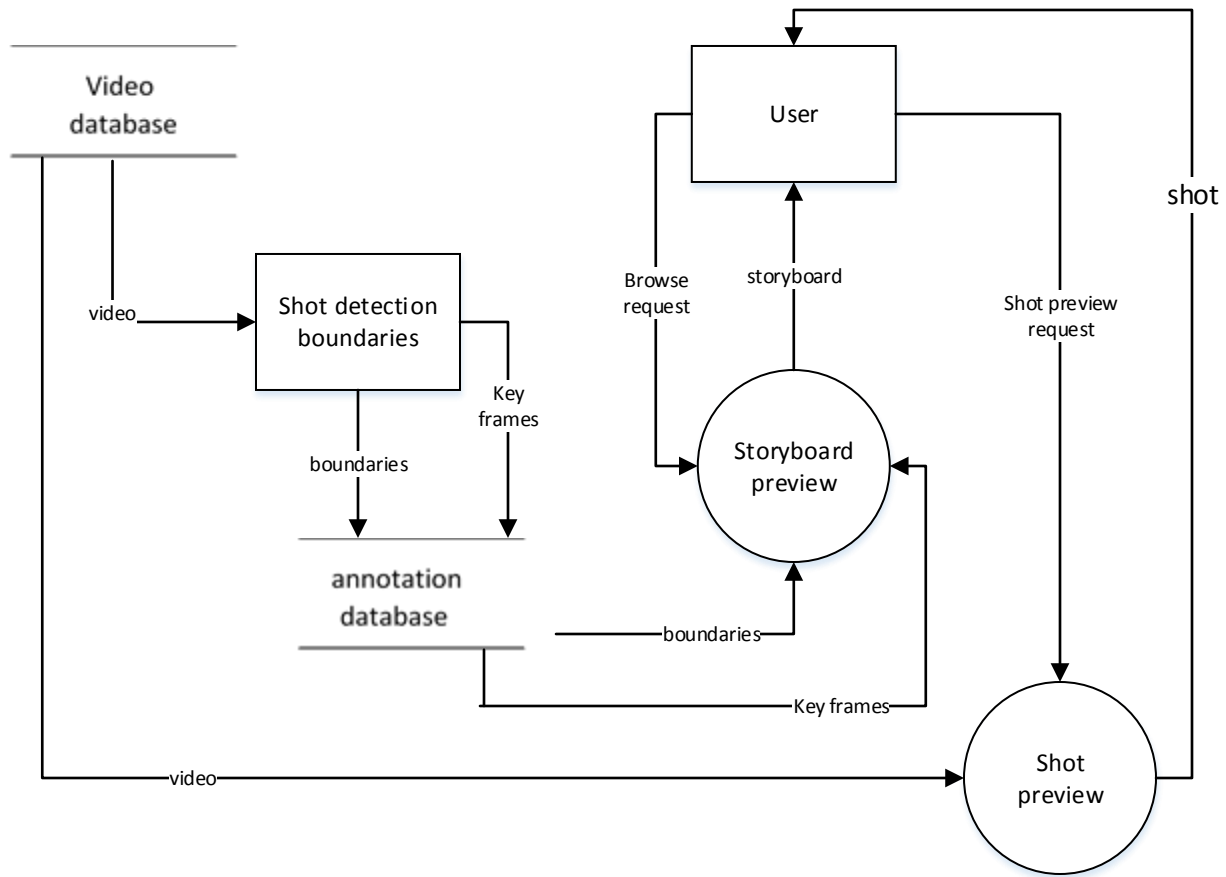 Video
database
User
shot
video
Shot detection
boundaries
Browse
request
storyboard
Shot preview
request
Key
frames
boundaries
Storyboard
preview
annotation
database
boundaries
Key frames
video
Shot
preview